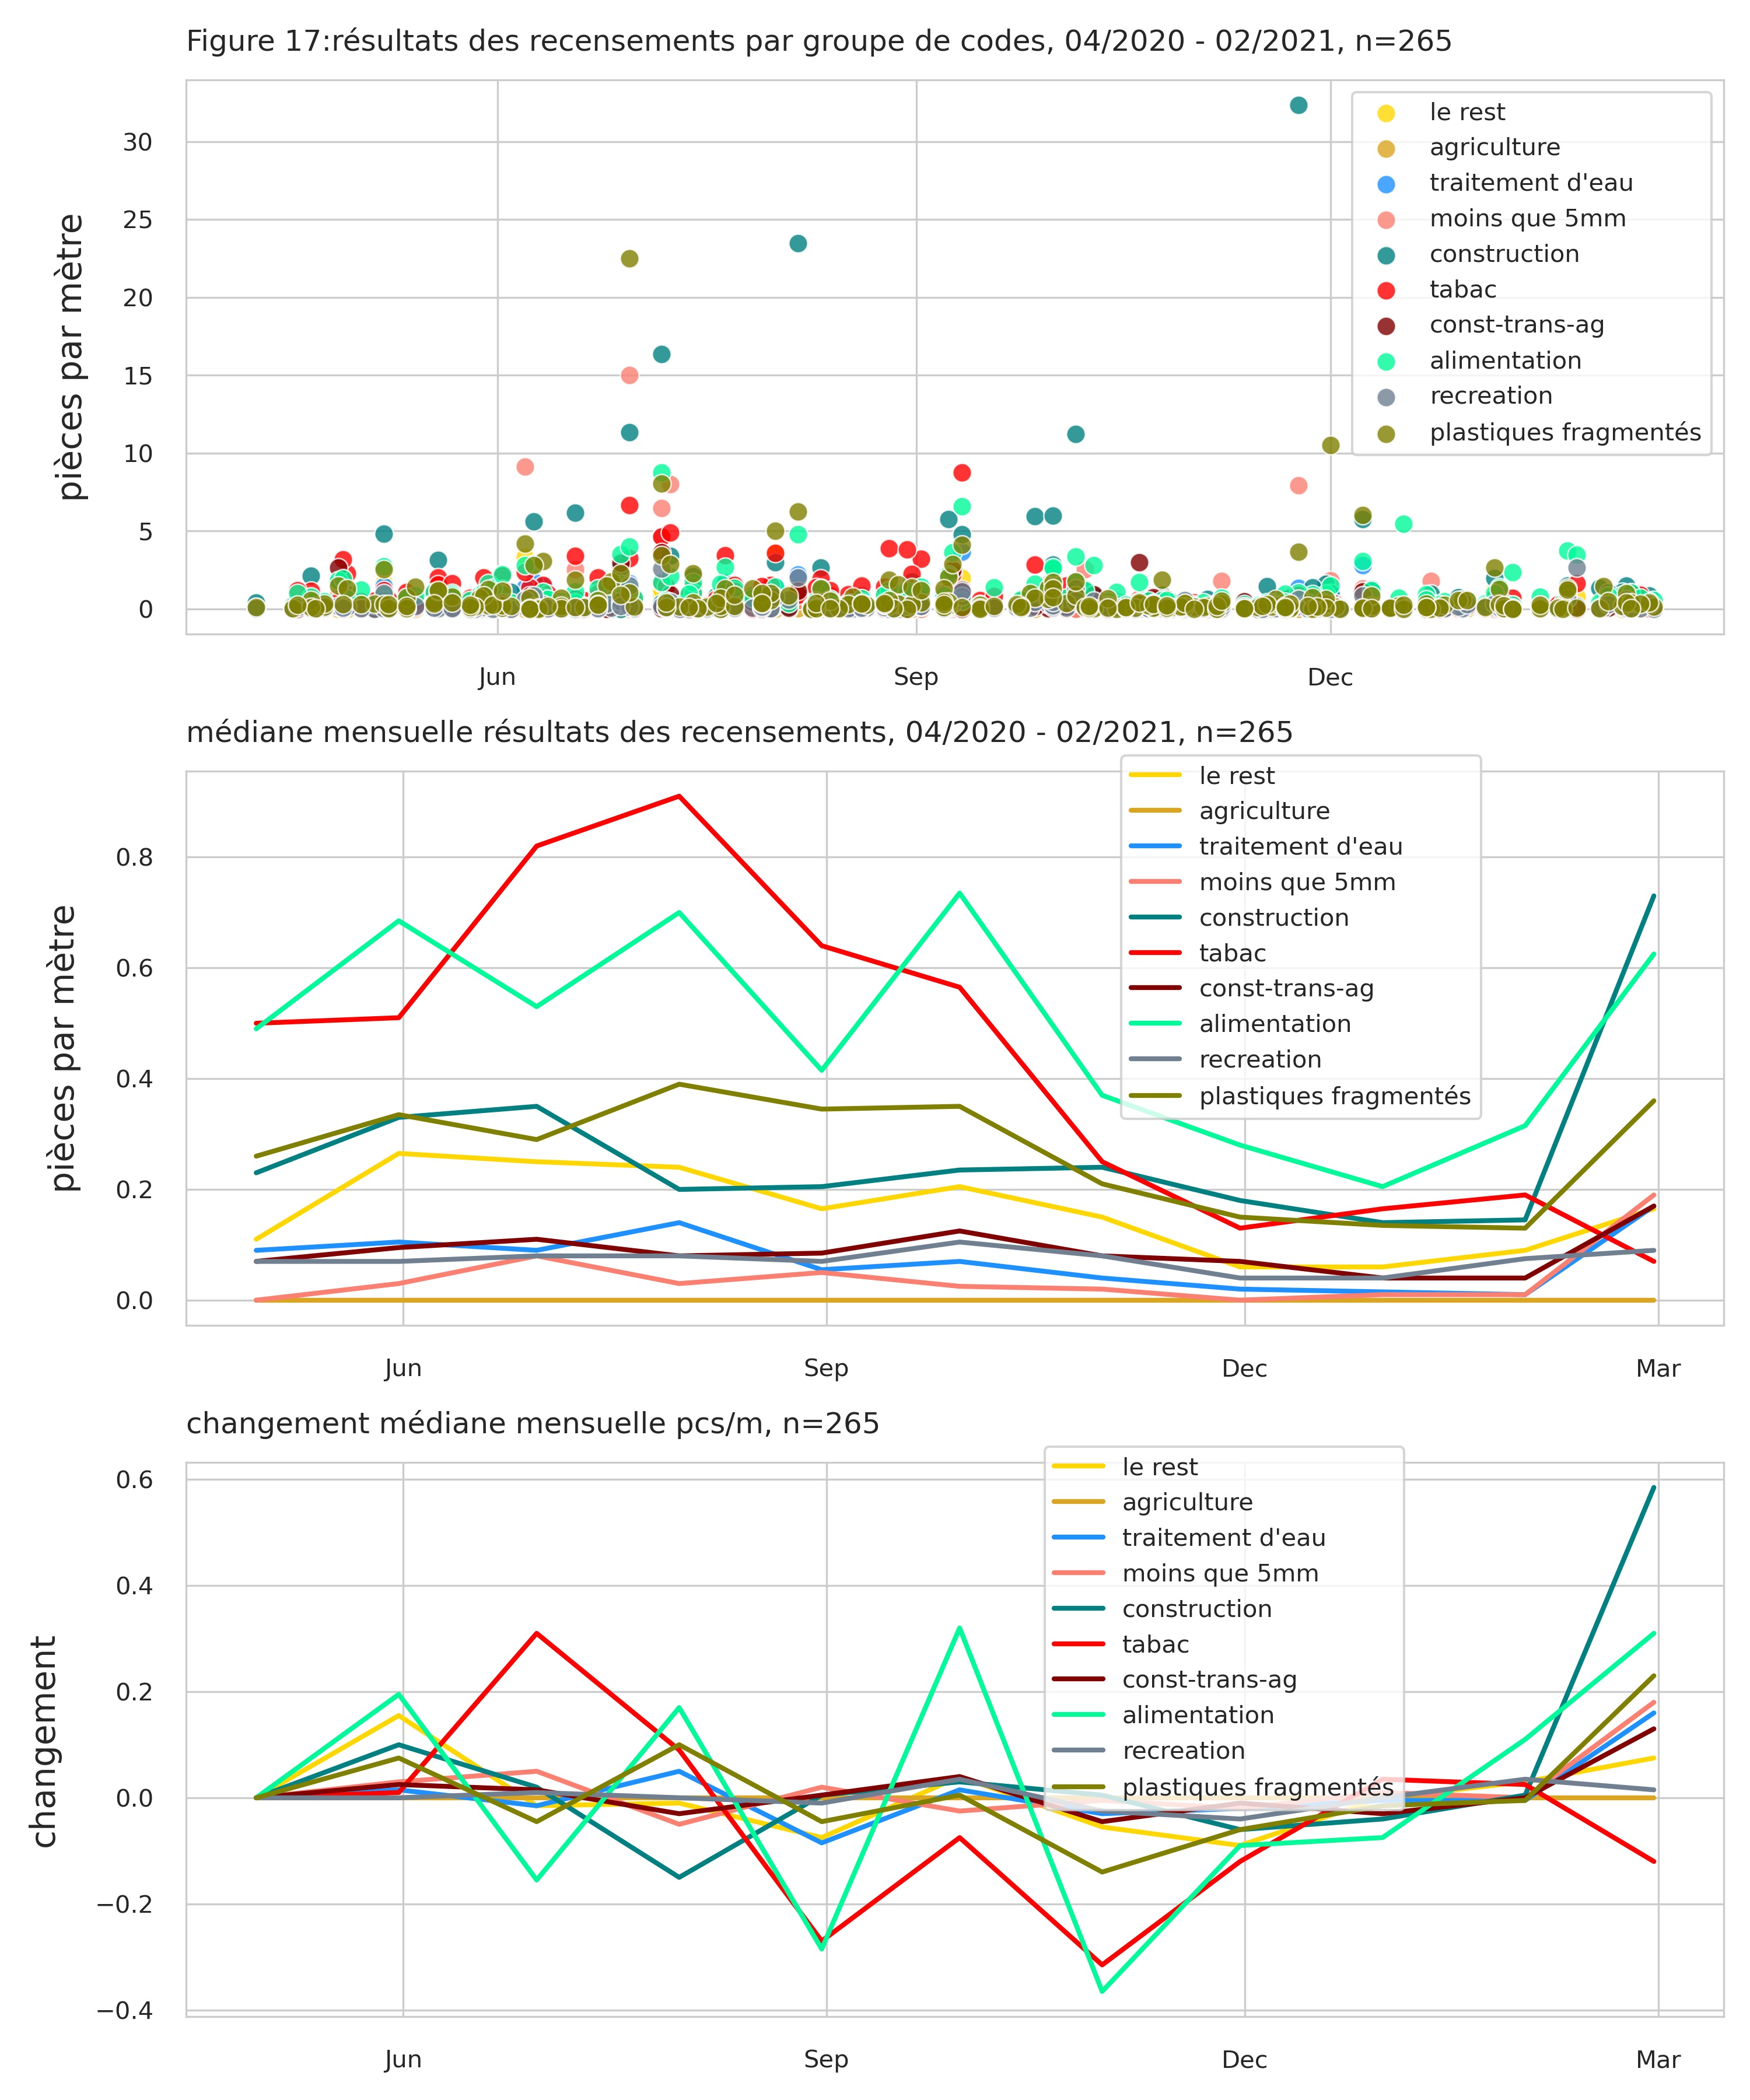 Figure 17:résultats des recensements par groupe de codes, 04/2020 - 02/2021, n=265
pièces par mètre
30
25
20
15
10
5
0
le rest
agriculture
traitement d'eau
moins que 5mm
construction
tabac
const-trans-ag
alimentation
recreation
plastiques fragmentés
Jun
Sep
Dec
médiane mensuelle résultats des recensements, 04/2020 - 02/2021, n=265
pièces par mètre
0.8
0.6
0.4
0.2
0.0
le rest
agriculture
traitement d'eau
moins que 5mm
construction
tabac
const-trans-ag
alimentation
recreation
plastiques fragmentés
Jun
Sep
Dec
Mar
changement médiane mensuelle pcs/m, n=265
changement
0.6
0.4
0.2
0.0
−0.2
−0.4
le rest
agriculture
traitement d'eau
moins que 5mm
construction
tabac
const-trans-ag
alimentation
recreation
plastiques fragmentés
Jun
Sep
Dec
Mar